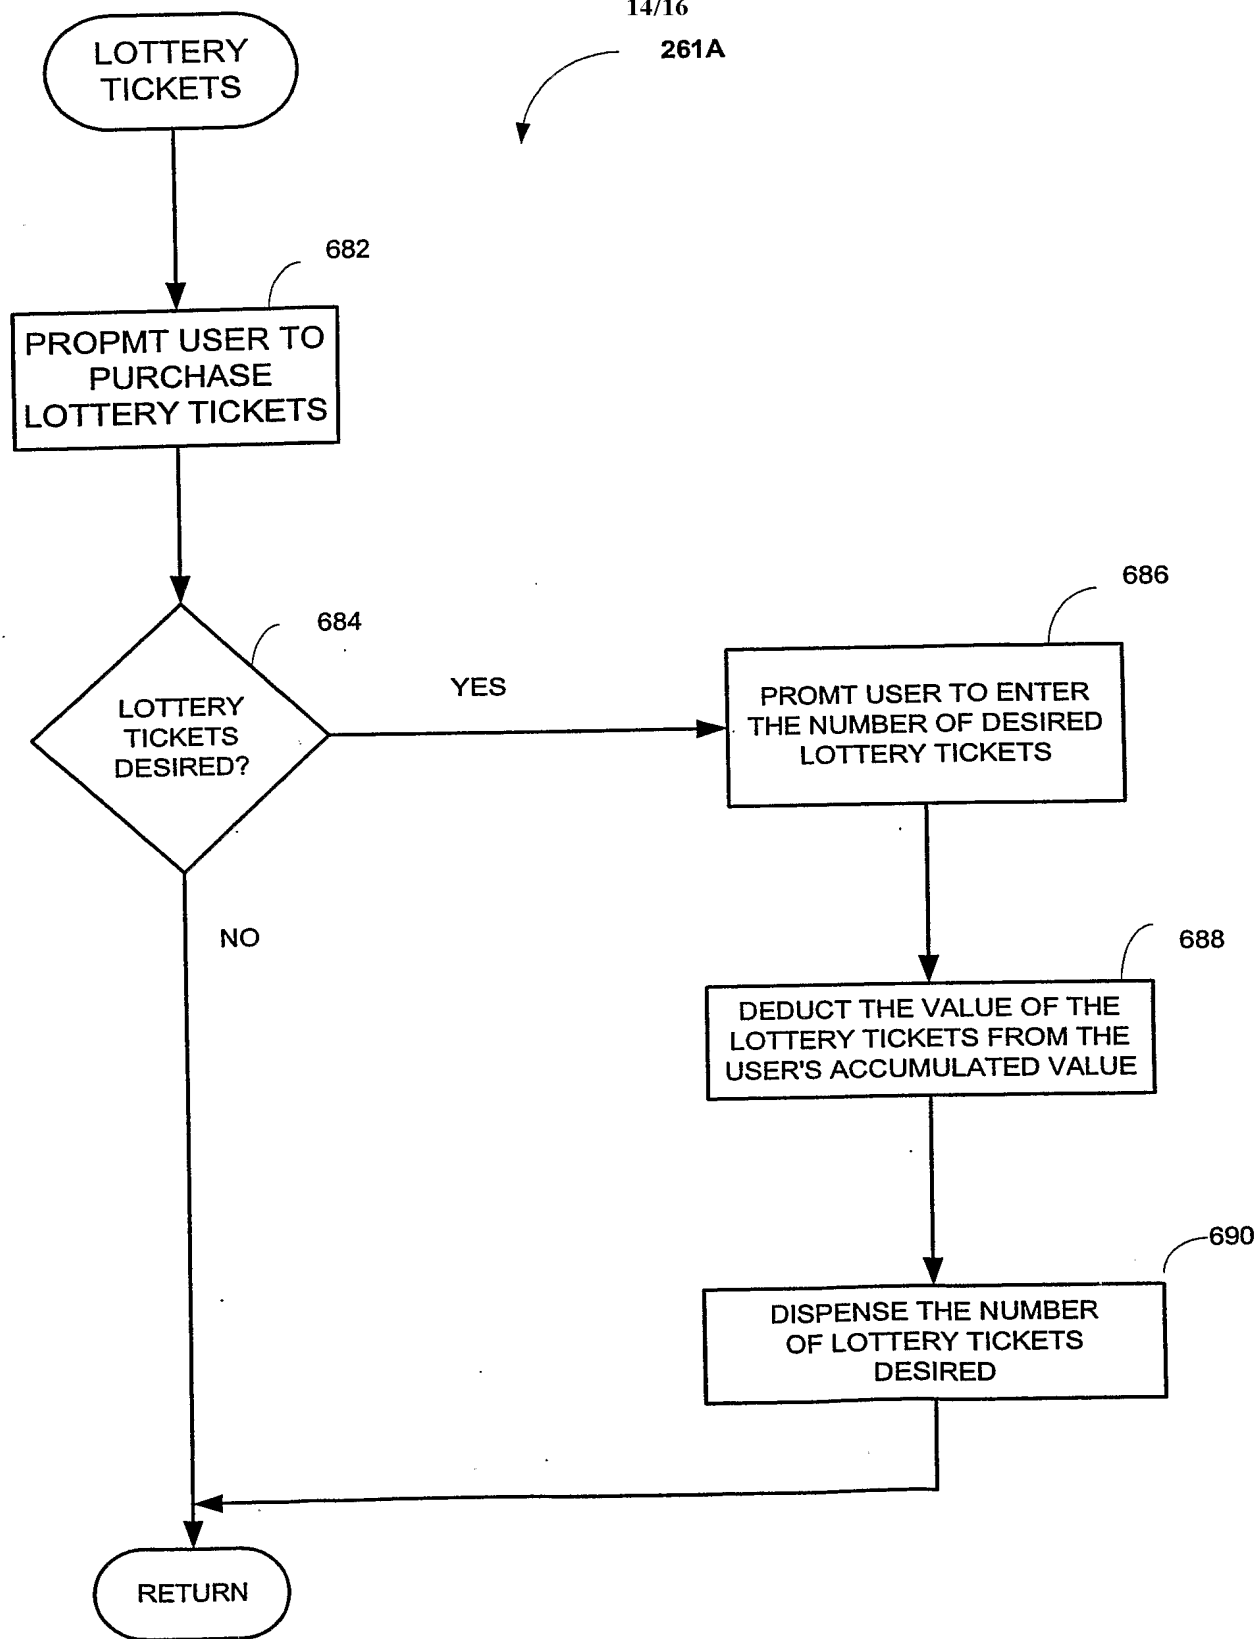 14/16
261A
LOTTERY
TICKETS
682
PROPMT USER TO
PURCHASE
LOTTERY TICKETS
684
LOTTERY
TICKETS
DESIRED?
YES
NO
686
PROMT USER TO ENTER
THE NUMBER OF DESIRED
LOTTERY TICKETS
688
DEDUCT THE VALUE OF THE
LOTTERY TICKETS FROM THE
USER'S ACCUMULATED VALUE
690
DISPENSE THE NUMBER
OF LOTTERY TICKETS
DESIRED
RETURN